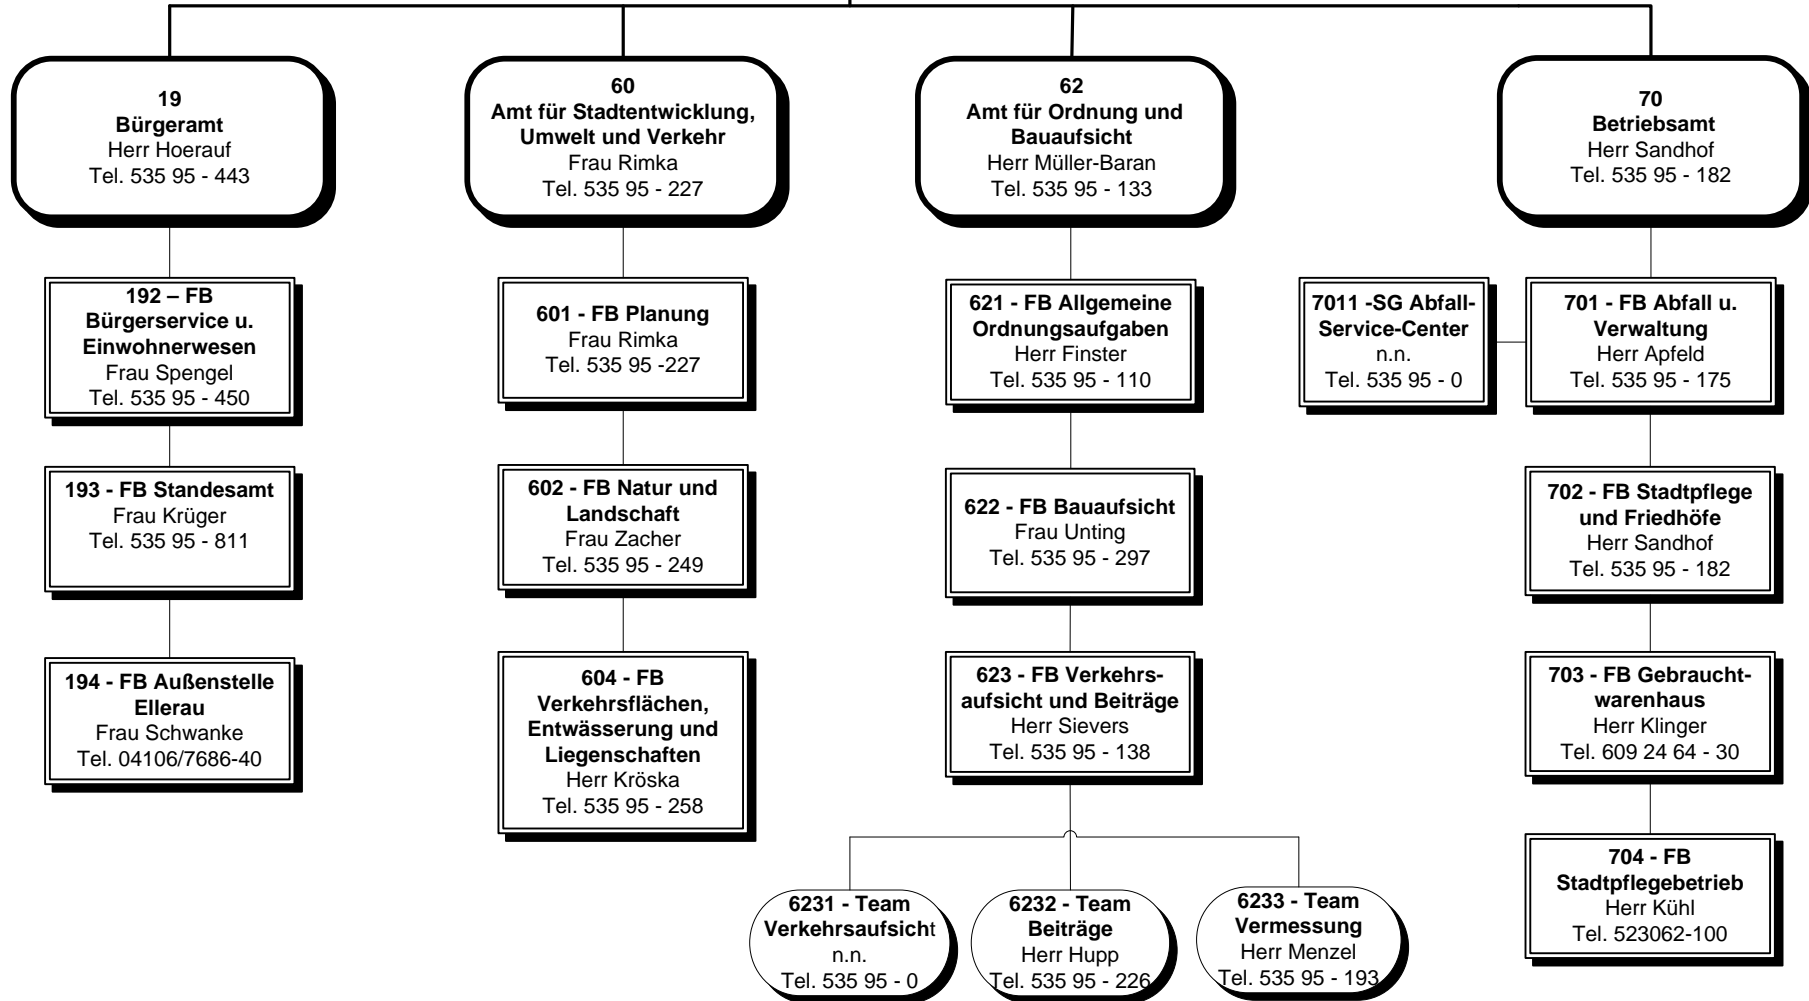 19
Bürgeramt
Herr Hoerauf
Tel. 535 95 - 443
60
Amt für Stadtentwicklung,
Umwelt und Verkehr
Frau Rimka
Tel. 535 95 - 227
62
Amt für Ordnung und
Bauaufsicht
Herr Müller-Baran
Tel. 535 95 - 133
70
Betriebsamt
Herr Sandhof
Tel. 535 95 - 182
192 – FB
Bürgerservice u.
Einwohnerwesen
Frau Spengel
Tel. 535 95 - 450
601 - FB Planung
Frau Rimka
Tel. 535 95 -227
621 - FB Allgemeine
Ordnungsaufgaben
Herr Finster
Tel. 535 95 - 110
7011 -SG Abfall-
Service-Center
n.n.
Tel. 535 95 - 0
701 - FB Abfall u.
Verwaltung
Herr Apfeld
Tel. 535 95 - 175
193 - FB Standesamt
Frau Krüger
Tel. 535 95 - 811
602 - FB Natur und
Landschaft
Frau Zacher
Tel. 535 95 - 249
622 - FB Bauaufsicht
Frau Unting
Tel. 535 95 - 297
702 - FB Stadtpflege
und Friedhöfe
Herr Sandhof
Tel. 535 95 - 182
194 - FB Außenstelle
Ellerau
Frau Schwanke
Tel. 04106/7686-40
604 - FB
Verkehrsflächen,
Entwässerung und
Liegenschaften
Herr Kröska
Tel. 535 95 - 258
623 - FB Verkehrs-
aufsicht und Beiträge
Herr Sievers
Tel. 535 95 - 138
703 - FB Gebraucht-
warenhaus
Herr Klinger
Tel. 609 24 64 - 30
6231 - Team
Verkehrsaufsicht
n.n.
Tel. 535 95 - 0
6232 - Team
Beiträge
Herr Hupp
Tel. 535 95 - 226
6233 - Team
Vermessung
Herr Menzel
Tel. 535 95 - 193
704 - FB
Stadtpflegebetrieb
Herr Kühl
Tel. 523062-100